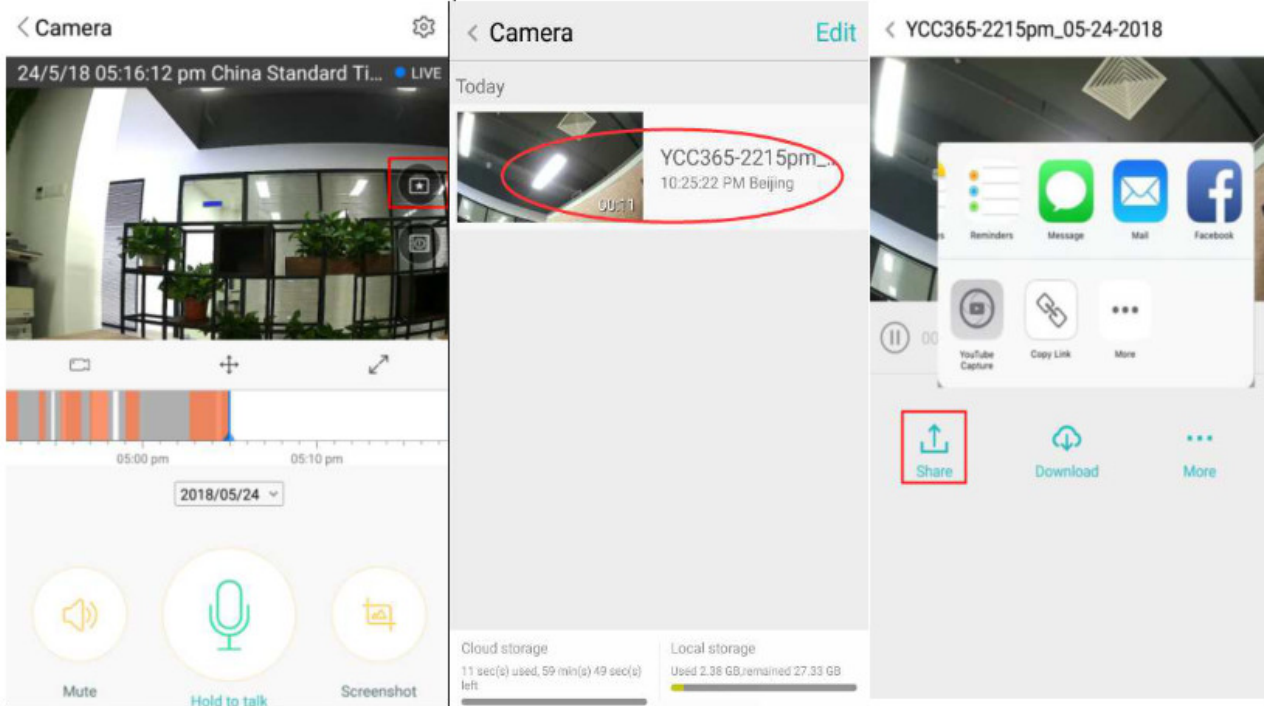 Camera
24/5/18 05:16:12 pm China Standard Ti... LIVE
05:00 pm 05:10 pm
2018/05/24
Mute
Hold to talk
Screenshot
Camera
Edit
Today
YCC365-2215pm_...
10:25:22 PM Beijing
00:11
Cloud storage
11 sec(s) used, 59 min(s) 49 sec(s)
left
Local storage
Used 2.38 GB,remained 27.33 GB
YCC365-2215pm_05-24-2018
Reminders
Message
Mail
Facebook
YouTube
Capture
Copy Link
More
00
Share
Download
More